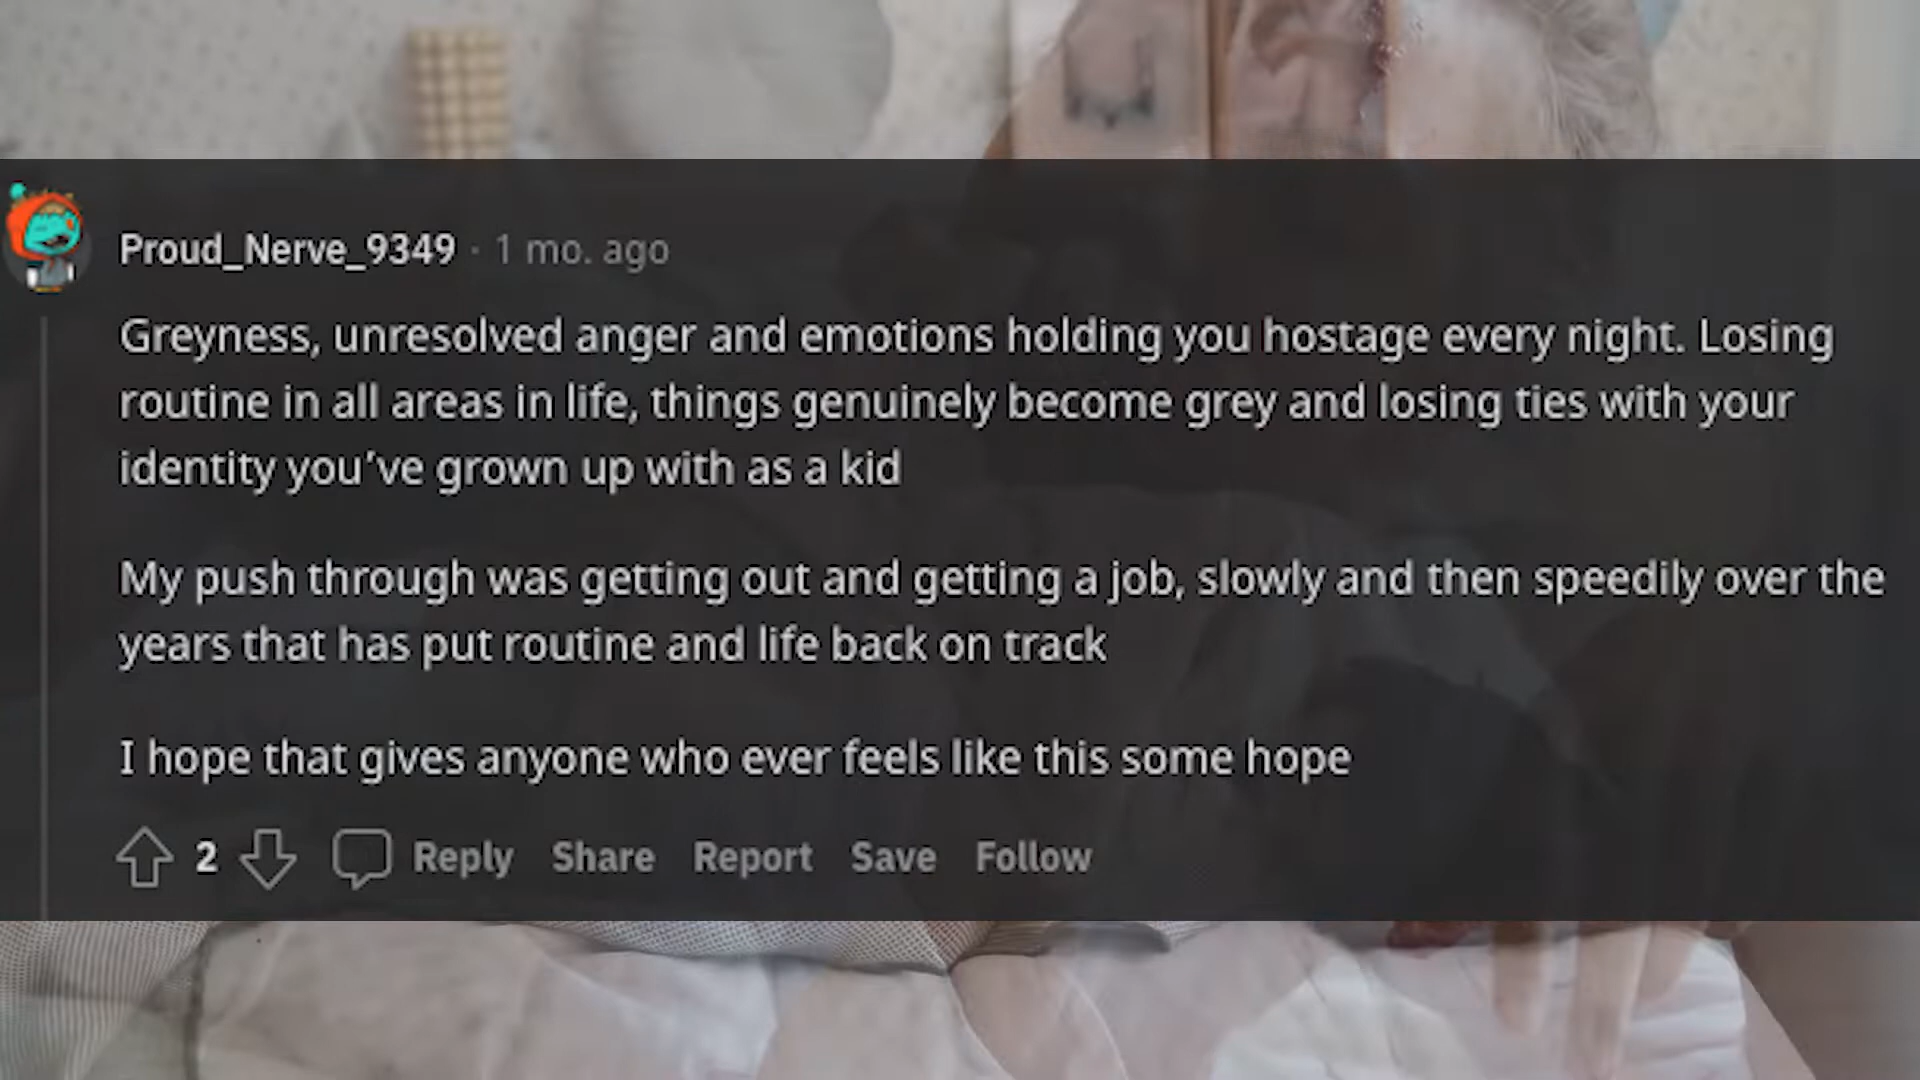 Proud_Nerve_9349 · 1 mo. ago
Greyness, unresolved anger and emotions holding you hostage every night. Losing
routine in all areas in life, things genuinely become grey and losing ties with your
identity you've grown up with as a kid
My push through was getting out and getting a job, slowly and then speedily over the
years that has put routine and life back on track
I hope that gives anyone who ever feels like this some hope
2 Reply Share Report Save Follow